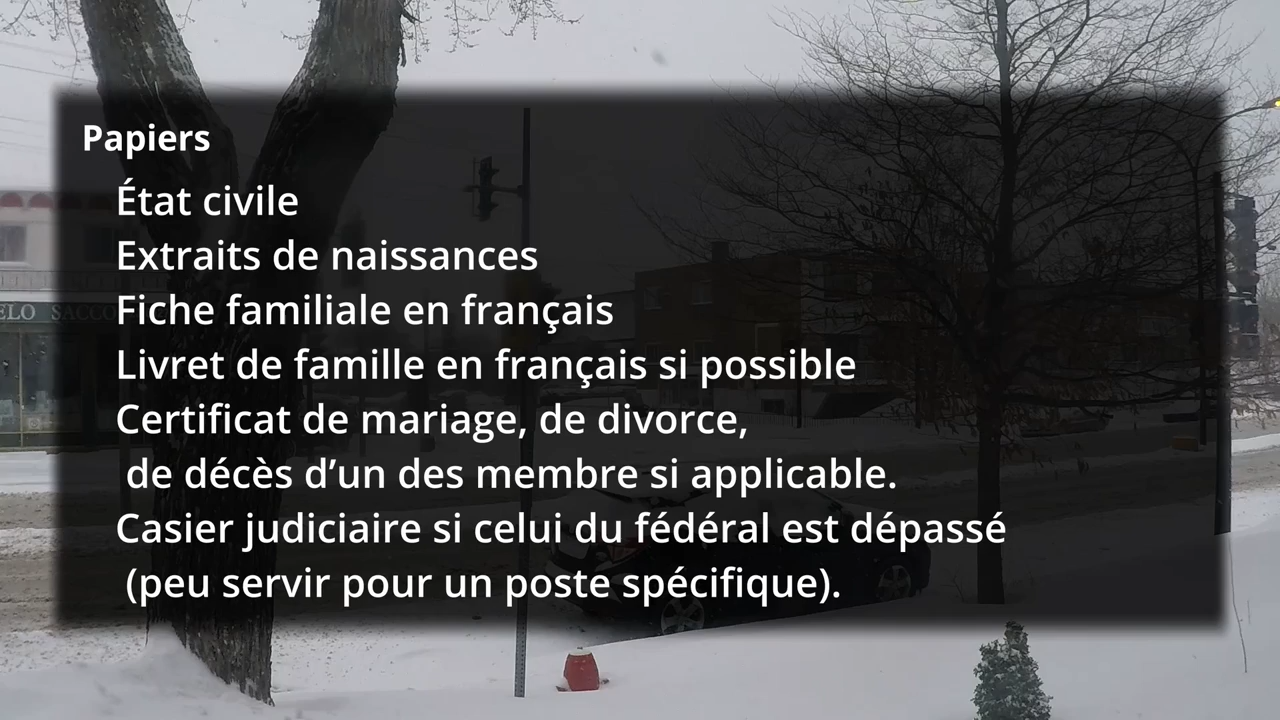 Papiers
État civile
Extraits de naissances
Fiche familiale en français
Livret de famille en français si possible
Certificat de mariage, de divorce,
de décès d’un des membre si applicable.
Casier judiciaire si celui du fédéral est dépassé
(peu servir pour un poste spécifique).
ELO SACCO